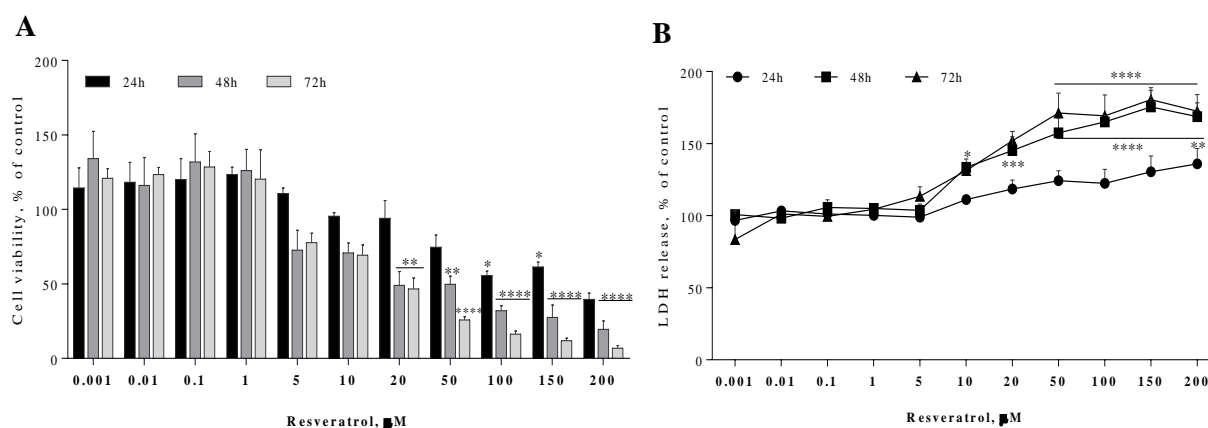 A
200
150
100
50
0
Cell viability, % of control
24h 48h 72h
** ** **** * **** * **** ****
0.001 0.01 0.1 1 5 10 20 50 100 150 200
Resveratrol, μM
B
200
150
100
50
0
LDH release, % of control
24h 48h 72h
****
* *** **** **
0.001 0.01 0.1 1 5 10 20 50 100 150 200
Resveratrol, μM